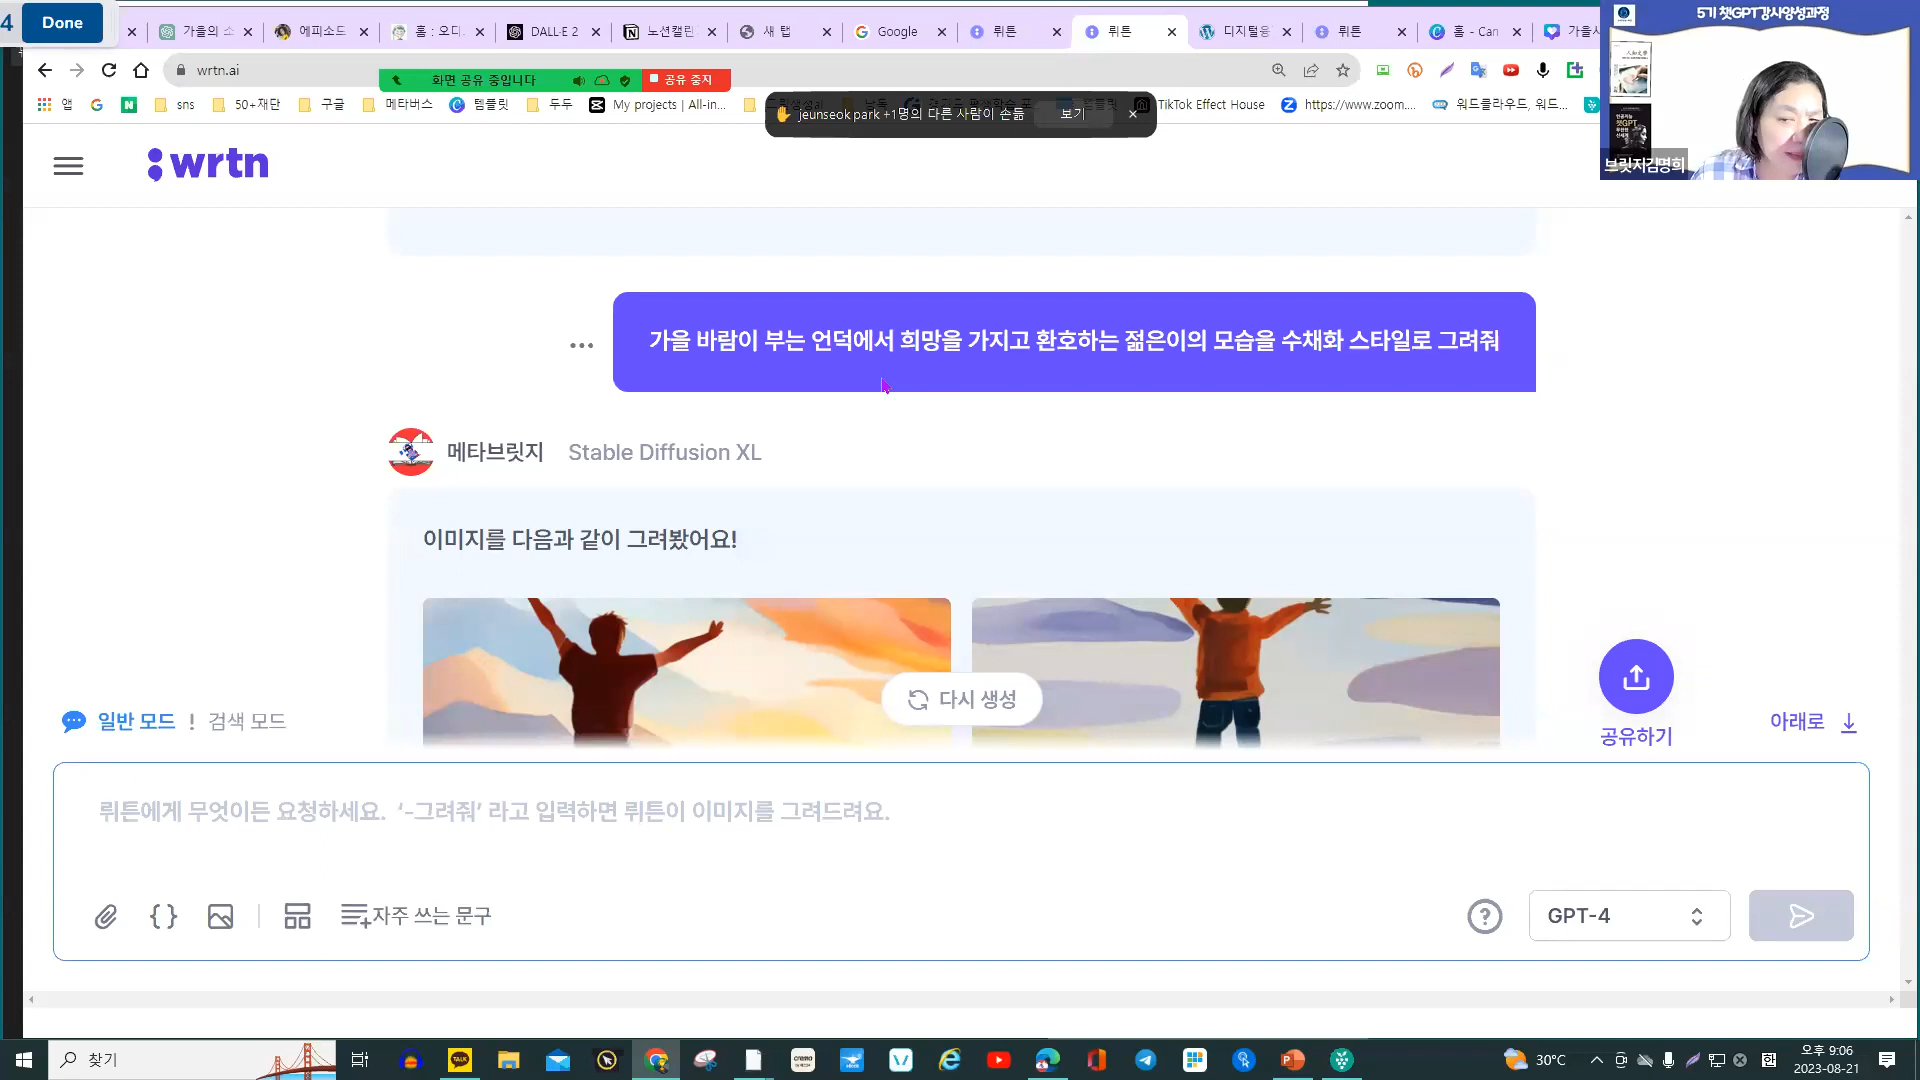 4
Done
가을의 소
에피소드
홈 : 오디
DALL·E 2
노션캘린
새 탭
Google
뤼튼
뤼튼
디지털융
뤼튼
홈 - Can
가을시
5기 챗GPT강사양성과정
wrtn.ai
화면 공유 중입니다
공유 중지
앱
sns
50+재단
구글
메타버스
템플릿
두두
My projects | All-in...
TikTok Effect House
https://www.zoom....
워드클라우드, 워드...
jeunseok park +1명의 다른 사람이 손듦
보기
브릿지김명희
wrtn
가을 바람이 부는 언덕에서 희망을 가지고 환호하는 젊은이의 모습을 수채화 스타일로 그려줘
메타브릿지
Stable Diffusion XL
이미지를 다음과 같이 그려봤어요!
다시 생성
일반 모드
검색 모드
공유하기
아래로
뤼튼에게 무엇이든 요청하세요. ‘-그려줘’ 라고 입력하면 뤼튼이 이미지를 그려드려요.
자주 쓰는 문구
GPT-4
찾기
TALK
30°C
한
오후 9:06
2023-08-21